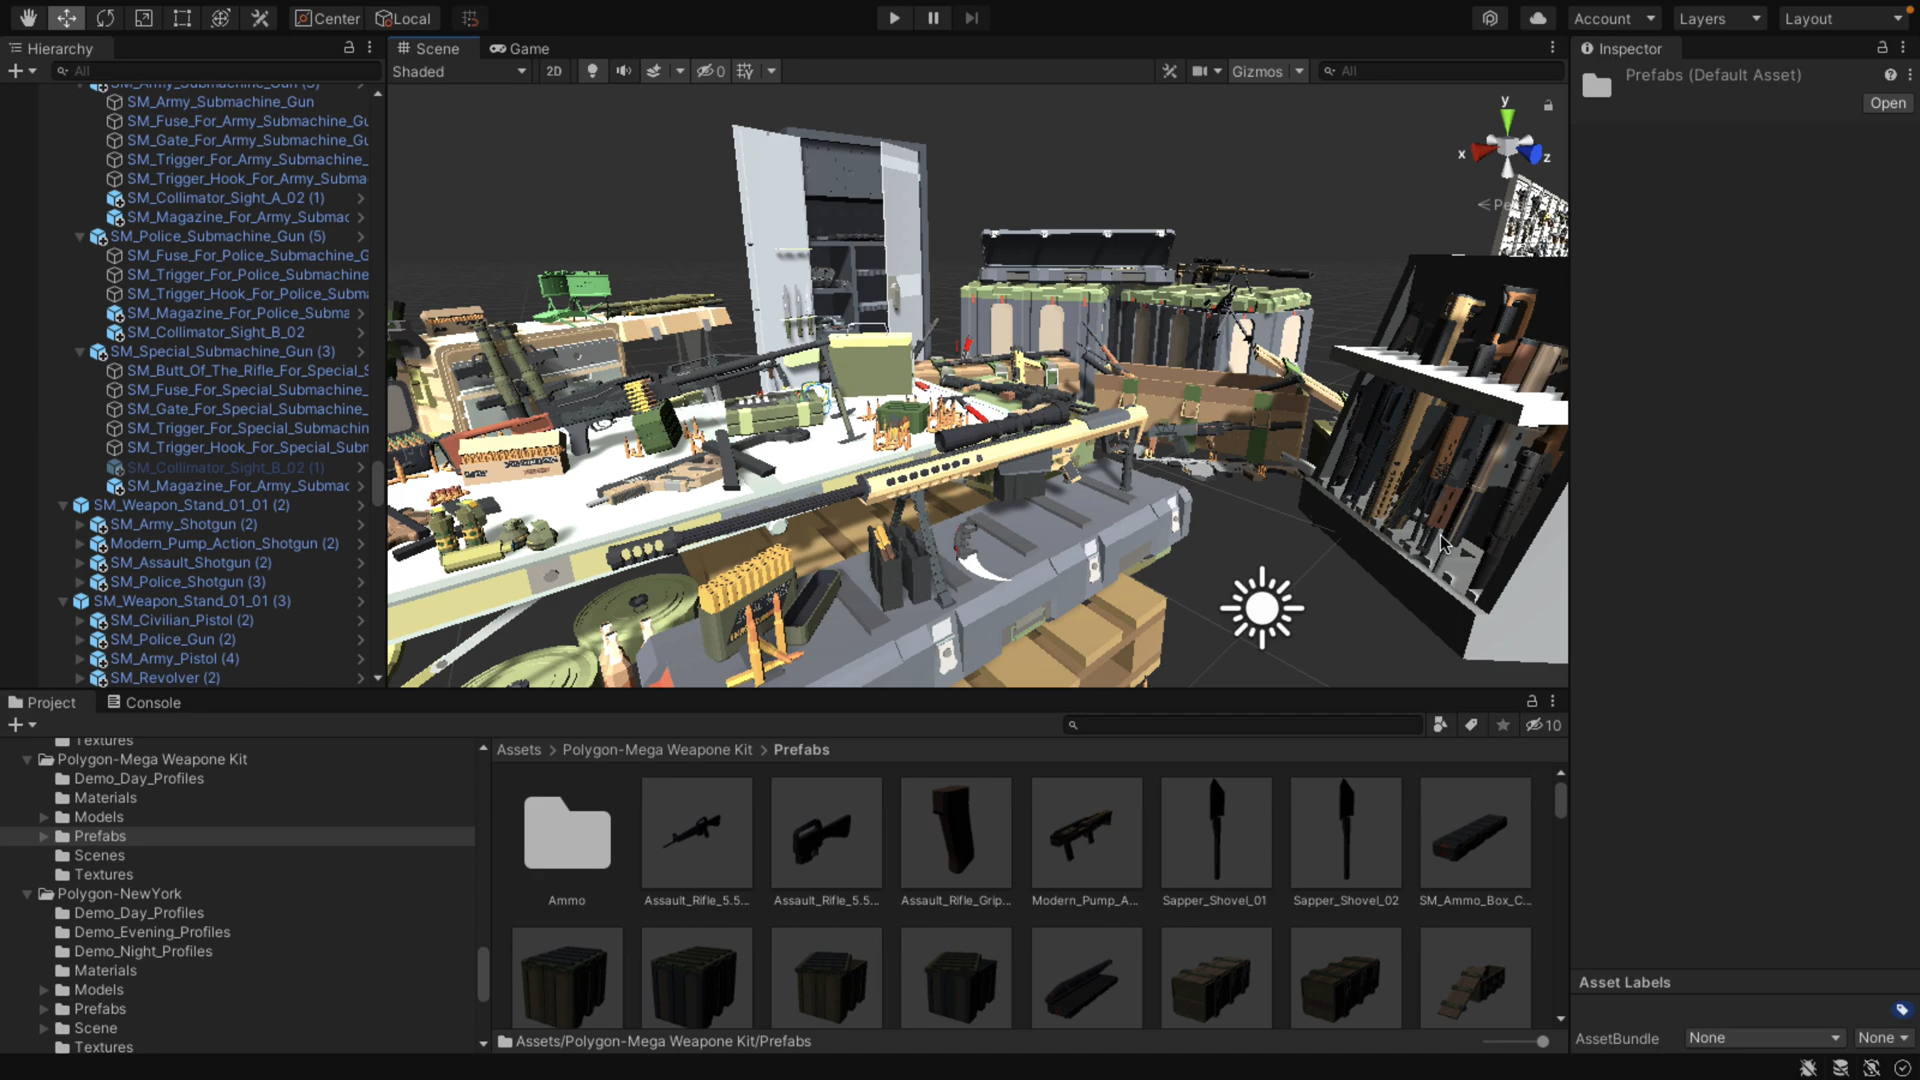 Center
Local
Account
Layers
Layout
Hierarchy
Scene
Game
Inspector
All
Shaded
2D
0
Gizmos
All
Prefabs (Default Asset)
Open
SM_Army_Submachine_Gun
SM_Fuse_For_Army_Submachine_Gu
SM_Gate_For_Army_Submachine_Gu
SM_Trigger_For_Army_Submachine_
SM_Trigger_Hook_For_Army_Subma
SM_Collimator_Sight_A_02 (1)
SM_Magazine_For_Army_Submac
SM_Police_Submachine_Gun (5)
SM_Fuse_For_Police_Submachine_G
SM_Trigger_For_Police_Submachine
SM_Trigger_Hook_For_Police_Subm
SM_Magazine_For_Police_Subma
SM_Collimator_Sight_B_02
SM_Special_Submachine_Gun (3)
SM_Butt_Of_The_Rifle_For_Special_S
SM_Fuse_For_Special_Submachine_
SM_Gate_For_Special_Submachine_
SM_Trigger_For_Special_Submachin
SM_Trigger_Hook_For_Special_Subn
SM_Collimator_Sight_B_02 (1)
SM_Magazine_For_Army_Submac
SM_Weapon_Stand_01_01 (2)
SM_Army_Shotgun (2)
Modern_Pump_Action_Shotgun (2)
SM_Assault_Shotgun (2)
SM_Police_Shotgun (3)
SM_Weapon_Stand_01_01 (3)
SM_Civilian_Pistol (2)
SM_Police_Gun (2)
SM_Army_Pistol (4)
SM_Revolver (2)
y
x
z
Project
Console
10
Textures
Polygon-Mega Weapone Kit
Demo_Day_Profiles
Materials
Models
Prefabs
Scenes
Textures
Polygon-NewYork
Demo_Day_Profiles
Demo_Evening_Profiles
Demo_Night_Profiles
Materials
Models
Prefabs
Scene
Textures
Assets > Polygon-Mega Weapone Kit > Prefabs
Ammo
Assault_Rifle_5.5...
Assault_Rifle_5.5...
Assault_Rifle_Grip...
Modern_Pump_A...
Sapper_Shovel_01
Sapper_Shovel_02
SM_Ammo_Box_C...
Assets/Polygon-Mega Weapone Kit/Prefabs
Asset Labels
AssetBundle
None
None